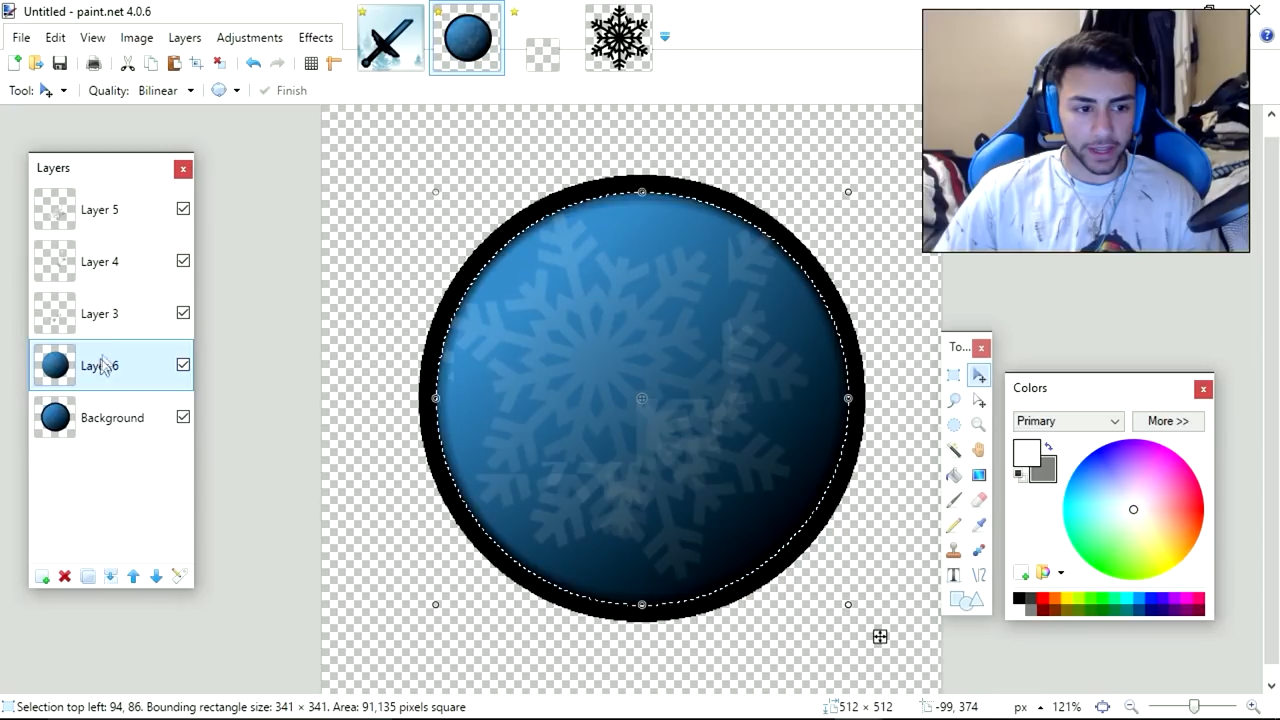 Untitled - paint.net 4.0.6
File Edit View Image Layers Adjustments Effects
Tool: Quality: Bilinear Finish
Layers
Layer 5
Layer 4
Layer 3
Layer 6
Background
To...
Colors
Primary More >>
Selection top left: 94, Bounding rectangle size: 341 × 341. Area: 91,135 pixels square 512 × 512 -99, 374 px 121%